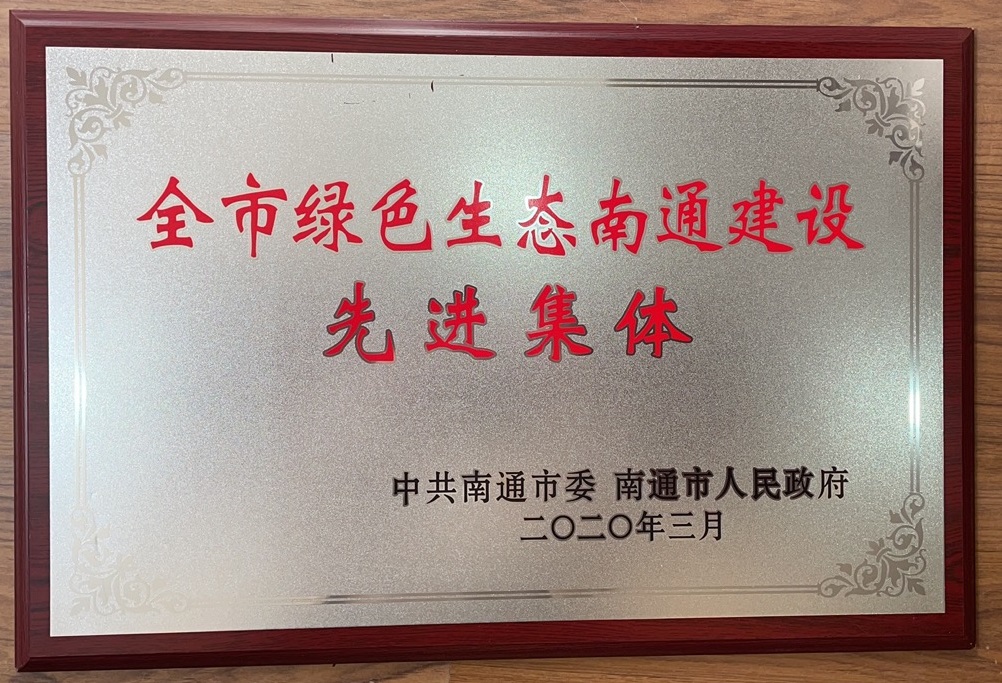 全市绿色生态南通建设
先进集体
中共南通市委 南通市人民政府
二〇二〇年三月